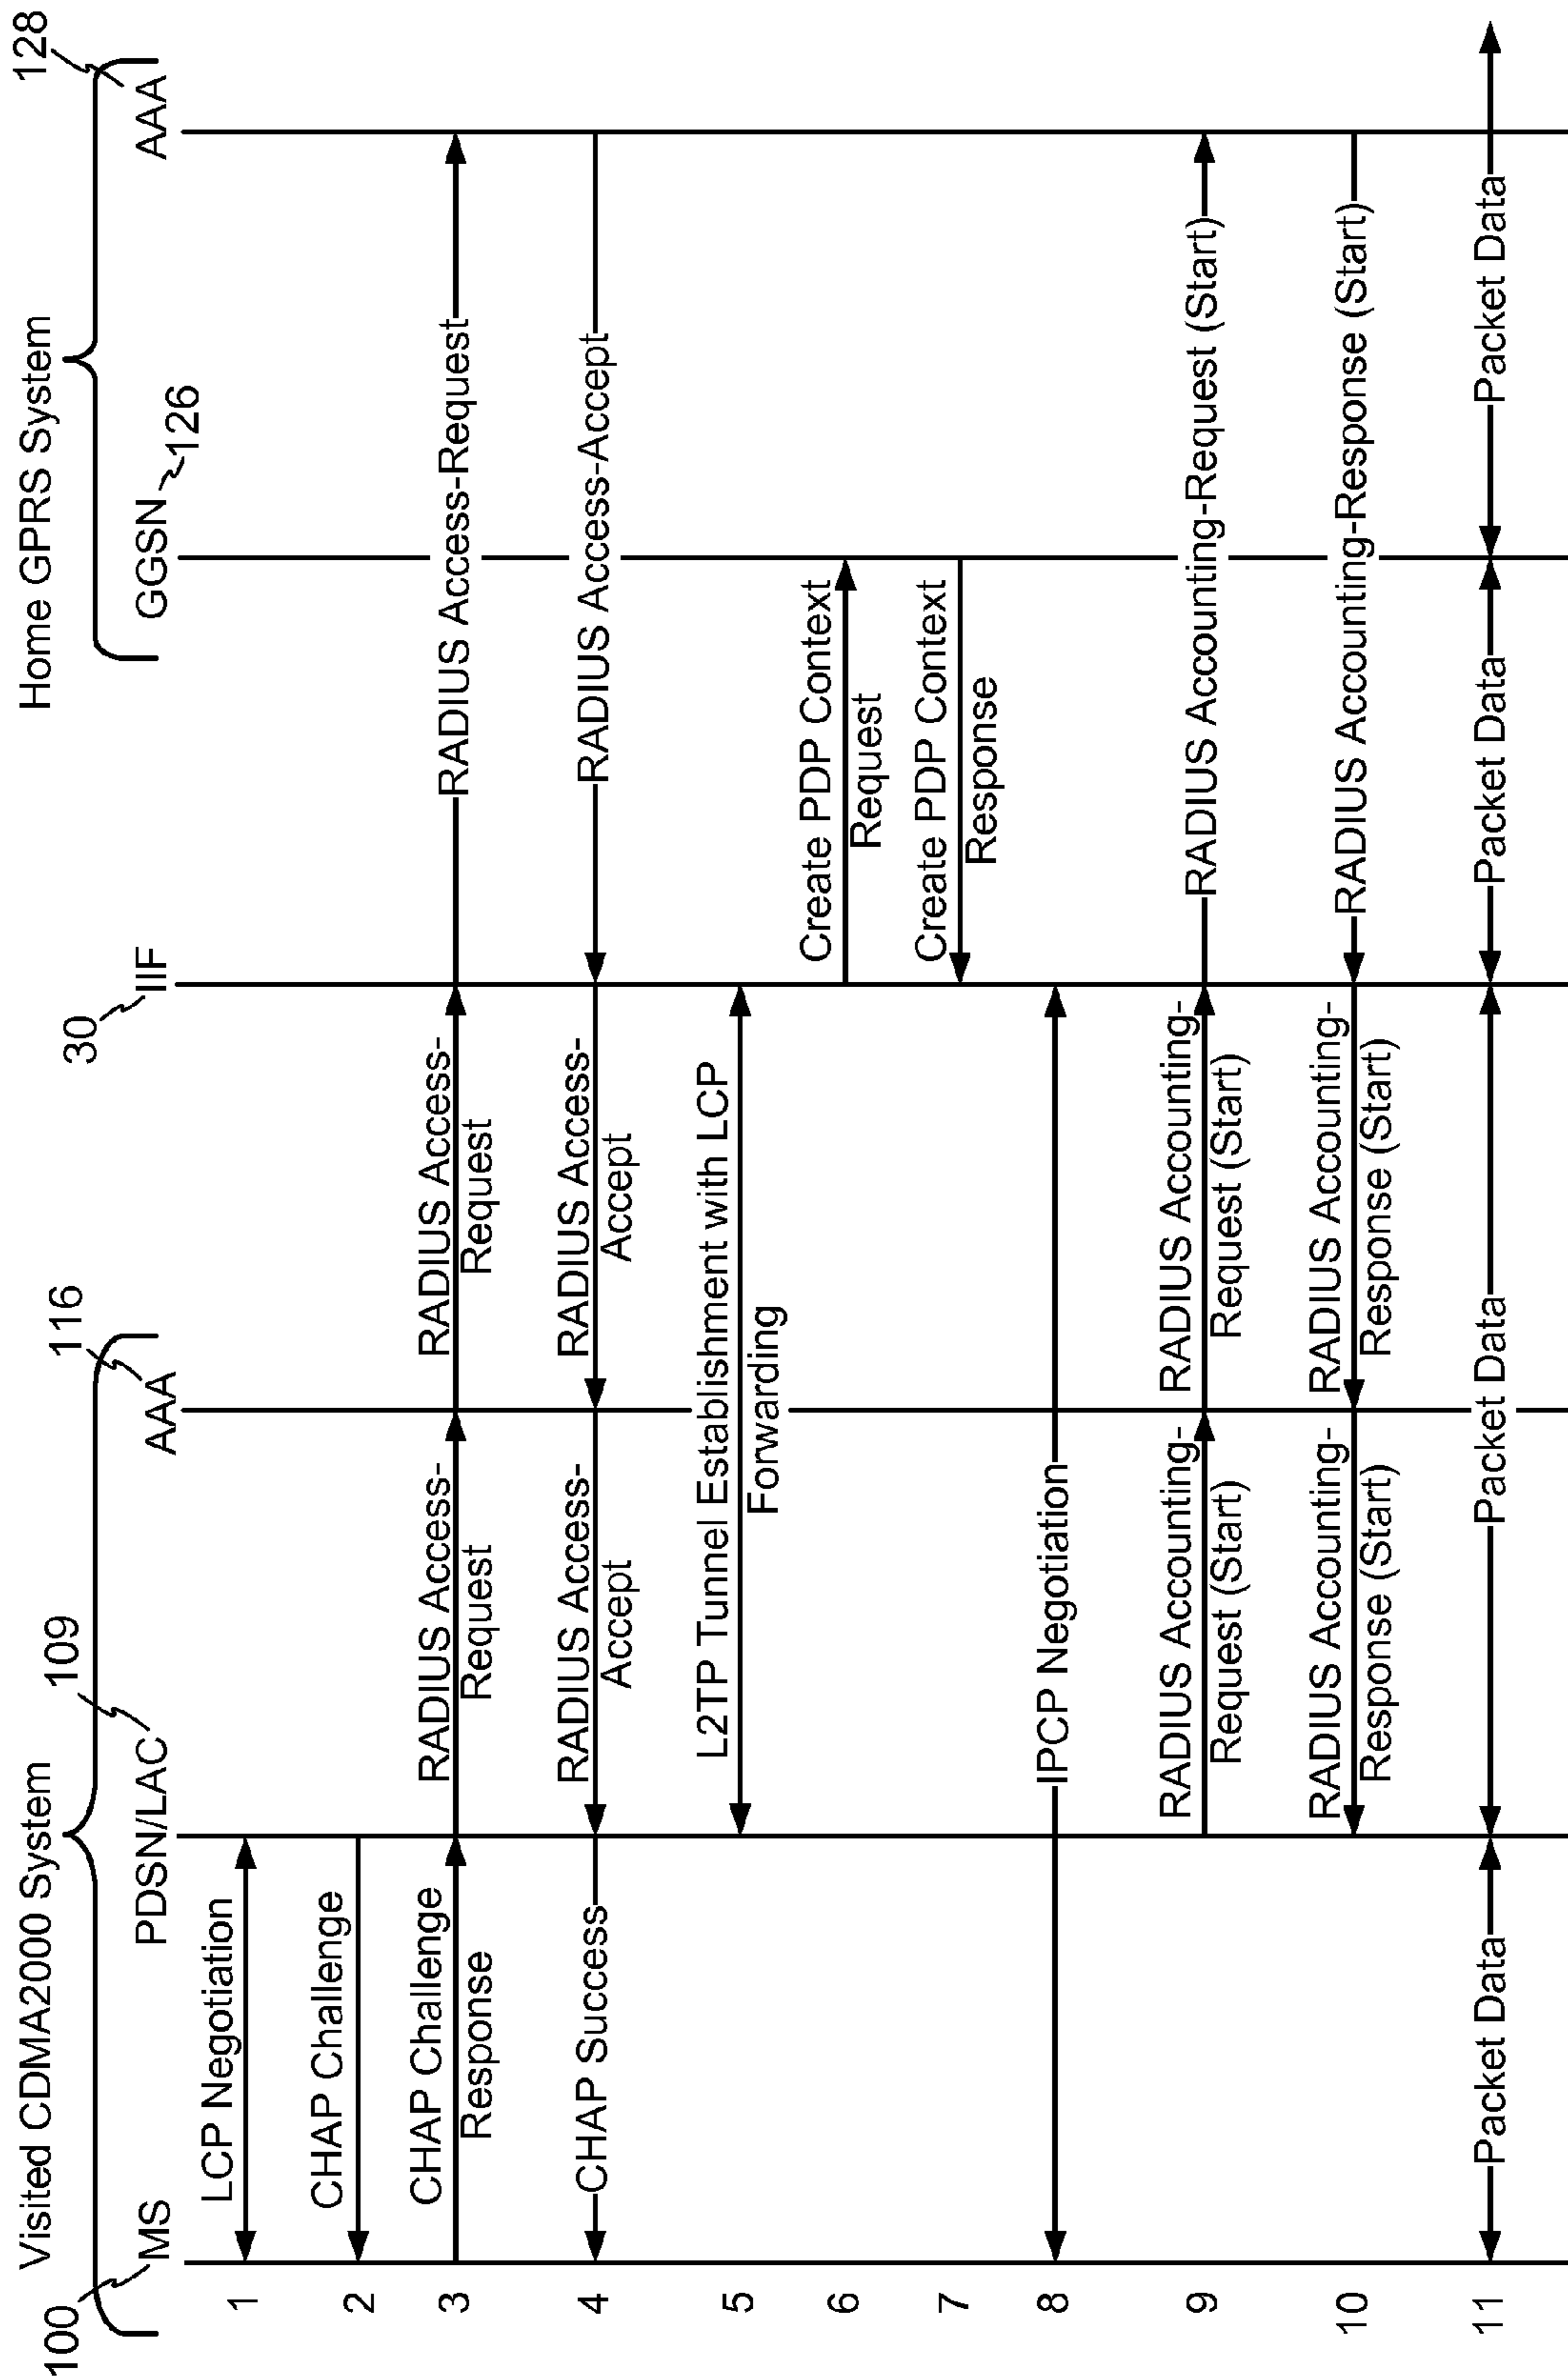 Visited CDMA2000 System
Home GPRS System
100
MS
109
PDSN/LAC
116
AAA
30
IIF
GGSN
126
128
AAA
1
LCP Negotiation
2
CHAP Challenge
3
CHAP Challenge
Response
RADIUS Access-
Request
RADIUS Access-
Request
RADIUS Access-Request
4
CHAP Success
RADIUS Access-
Accept
RADIUS Access-
Accept
RADIUS Access-Accept
5
L2TP Tunnel Establishment with LCP
Forwarding
6
Create PDP Context
Request
7
Create PDP Context
Response
8
IPCP Negotiation
9
RADIUS Accounting-
Request (Start)
RADIUS Accounting-
Request (Start)
RADIUS Accounting-Request (Start)
10
RADIUS Accounting-
Response (Start)
RADIUS Accounting-
Response (Start)
RADIUS Accounting-Response (Start)
11
Packet Data
Packet Data
Packet Data
Packet Data